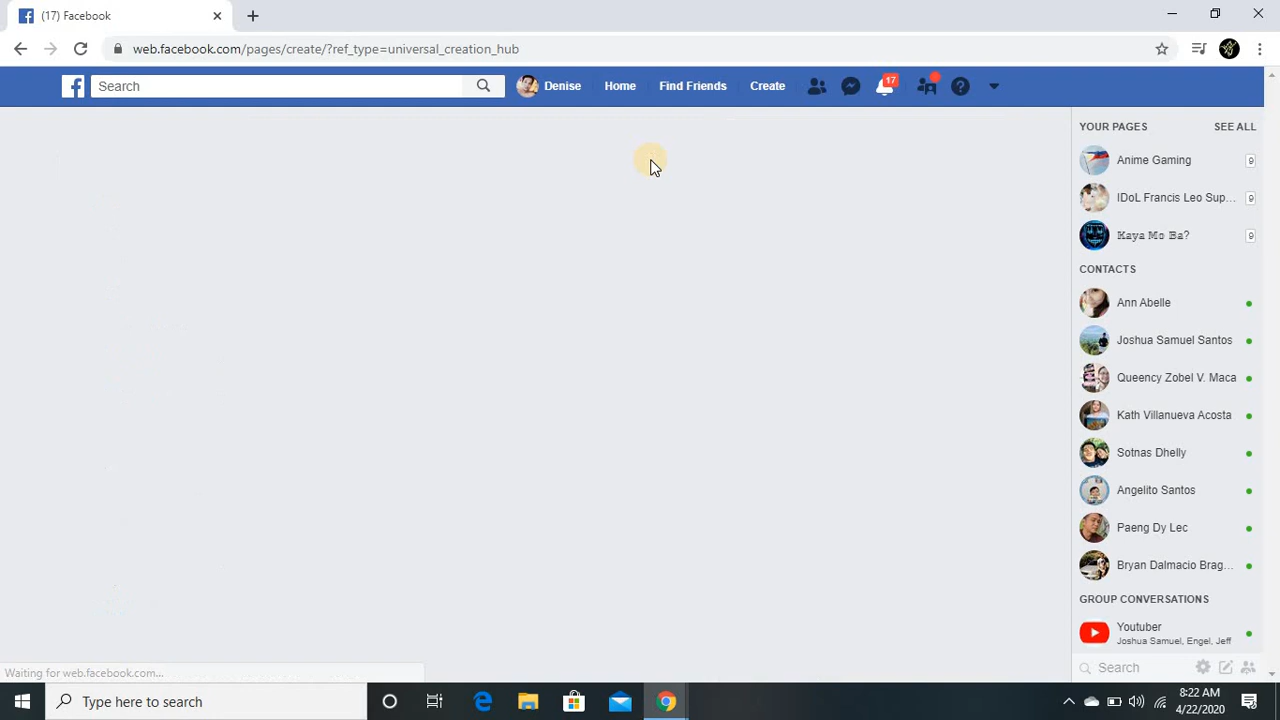 (17) Facebook
web.facebook.com/pages/create/?ref_type=universal_creation_hub
Search
Denise
Home
Find Friends
Create
17
YOUR PAGES
SEE ALL
Anime Gaming
9
IDoL Francis Leo Sup...
9
𝕂𝕒𝕪𝕒 𝕄𝕠 𝔹𝕒?
9
CONTACTS
Ann Abelle
Joshua Samuel Santos
Queency Zobel V. Maca
Kath Villanueva Acosta
Sotnas Dhelly
Angelito Santos
Paeng Dy Lec
Bryan Dalmacio Brag...
GROUP CONVERSATIONS
Youtuber
Joshua Samuel, Engel, Jeff
Search
Waiting for web.facebook.com...
Type here to search
8:22 AM
4/22/2020